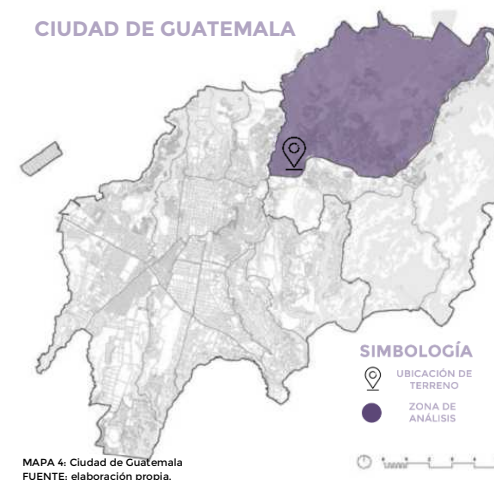 CIUDAD DE GUATEMALA
SIMBOLOGÍA
UBICACIÓN DE
TERRENO
ZONA DE
ANÁLISIS
MAPA 4: Ciudad de Guatemala
FUENTE: elaboración propia.